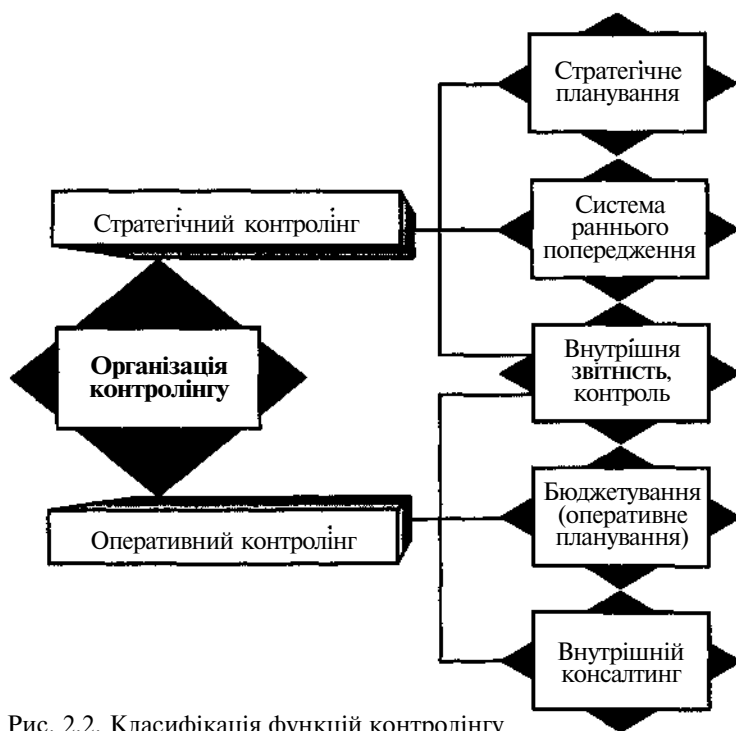 Стратегічне
планування
Стратегічний контролінг
Система
раннього
попередження
Організація
контролінгу
Внутрішня
звітність,
контроль
Оперативний контролінг
Бюджетування
(оперативне
планування)
Внутрішній
консалтинг
Рис. 2.2. Класифікація функцій контролінгу